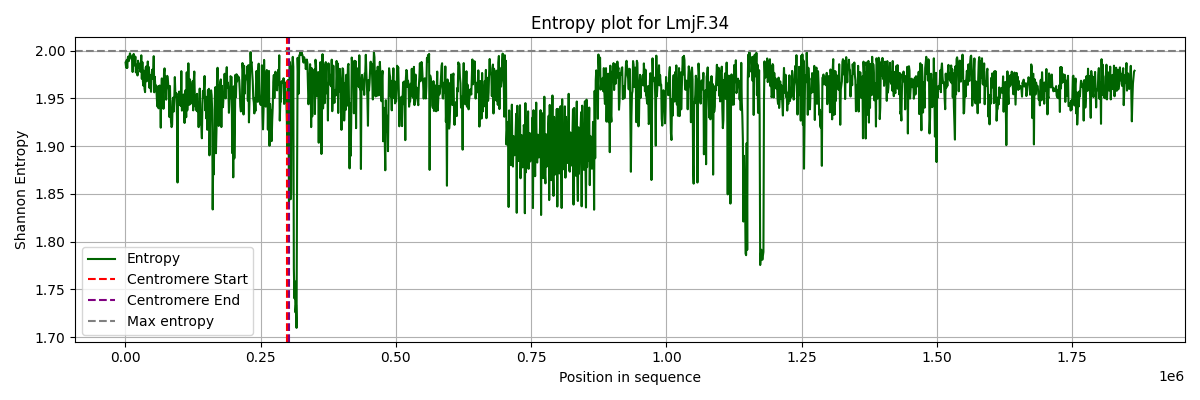 Entropy plot for LmjF.34
2.00
1.95
1.90
1.85
1.80
1.75
1.70
Shannon Entropy
Entropy
Centromere Start
Centromere End
Max entropy
0.00 0.25 0.50 0.75 1.00 1.25 1.50 1.75
1e6
Position in sequence